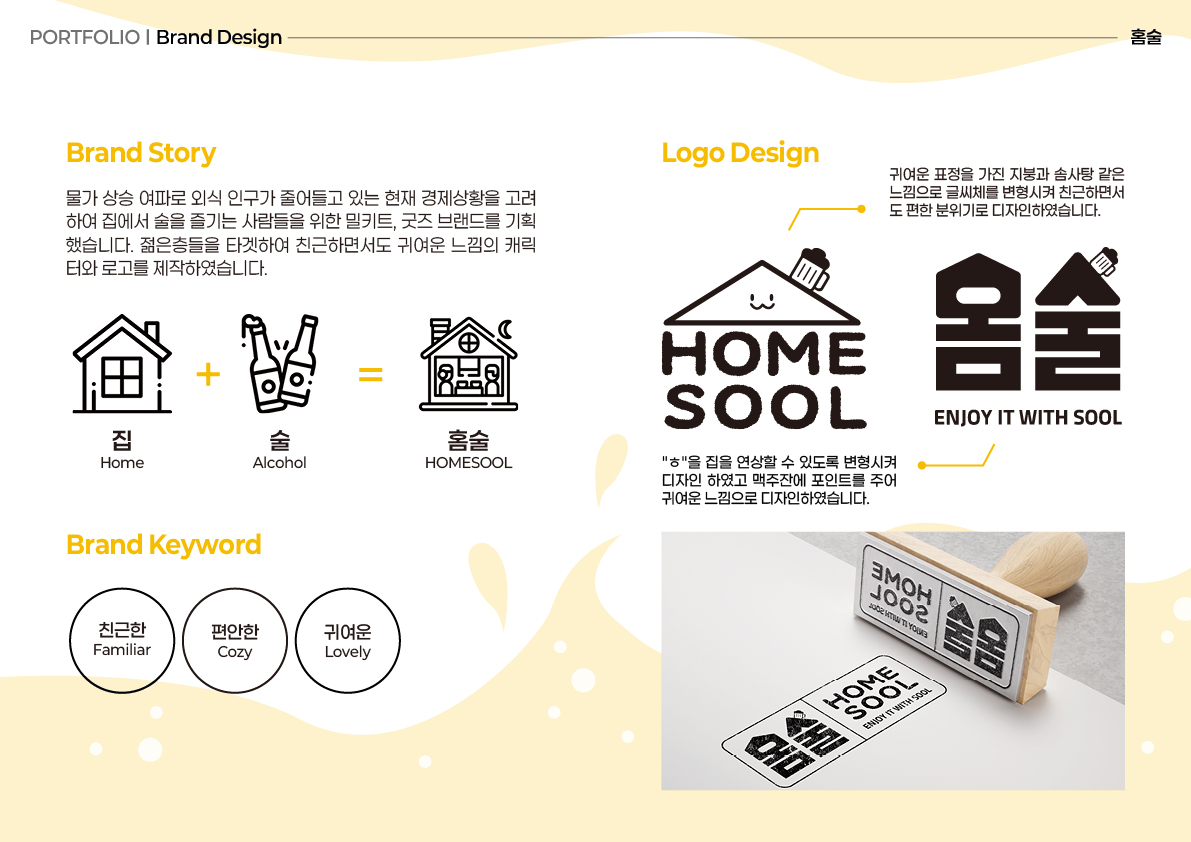 PORTFOLIO | Brand Design
홈술
Brand Story
물가 상승 여파로 외식 인구가 줄어들고 있는 현재 경제상황을 고려
하여 집에서 술을 즐기는 사람들을 위한 밀키트, 굿즈 브랜드를 기획
했습니다. 젊은층들을 타겟하여 친근하면서도 귀여운 느낌의 캐릭
터와 로고를 제작하였습니다.
+
=
집
술
홈술
Home
Alcohol
HOMESOOL
Brand Keyword
친근한
Familiar
편안한
Cozy
귀여운
Lovely
Logo Design
귀여운 표정을 가진 지붕과 솜사탕 같은
느낌으로 글씨체를 변형시켜 친근하면서
도 편한 분위기로 디자인하였습니다.
HOME
SOOL
홈술
ENJOY IT WITH SOOL
"ㅎ"을 집을 연상할 수 있도록 변형시켜
디자인 하였고 맥주잔에 포인트를 주어
귀여운 느낌으로 디자인하였습니다.
HOME
SOOL
ENJOY IT WITH SOOL
홈술
HOME
SOOL
ENJOY IT WITH SOOL
홈술